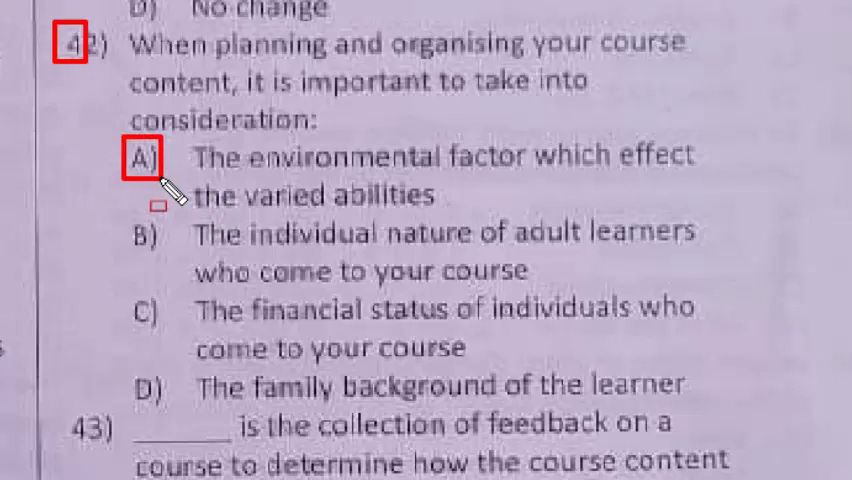 D) No change
42) When planning and organising your course
content, it is important to take into
consideration:
A) The environmental factor which effect
the varied abilities
B) The individual nature of adult learners
who come to your course
C) The financial status of individuals who
come to your course
D) The family background of the learner
43) ________ is the collection of feedback on a
course to determine how the course content